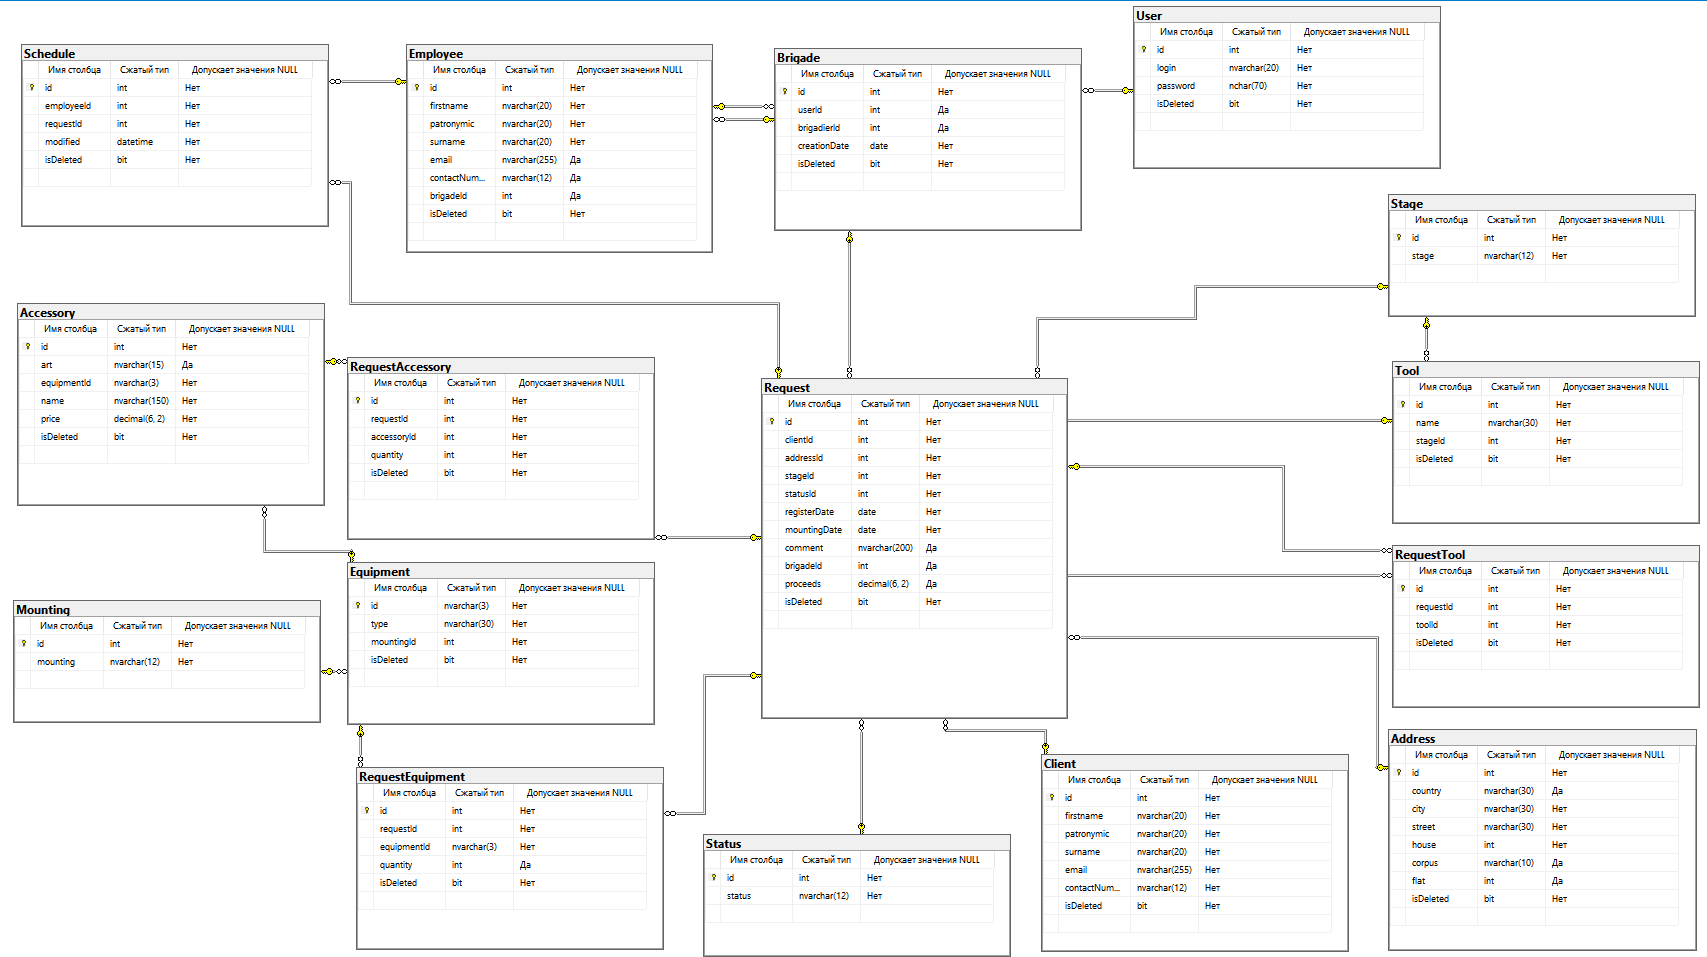 Schedule
Имя столбца Сжатый тип Допускает значения NULL
id int Нет
employeeId int Нет
requestId int Нет
modified datetime Нет
isDeleted bit Нет
Employee
Имя столбца Сжатый тип Допускает значения NULL
id int Нет
firstname nvarchar(20) Нет
patronymic nvarchar(20) Нет
surname nvarchar(20) Нет
email nvarchar(255) Да
contactNum... nvarchar(12) Да
brigadeId int Да
isDeleted bit Нет
Brigade
Имя столбца Сжатый тип Допускает значения NULL
id int Нет
userId int Да
brigadierId int Да
creationDate date Нет
isDeleted bit Нет
User
Имя столбца Сжатый тип Допускает значения NULL
id int Нет
login nvarchar(20) Нет
password nchar(70) Нет
isDeleted bit Нет
Stage
Имя столбца Сжатый тип Допускает значения NULL
id int Нет
stage nvarchar(12) Нет
Accessory
Имя столбца Сжатый тип Допускает значения NULL
id int Нет
art nvarchar(15) Да
equipmentId nvarchar(3) Нет
name nvarchar(150) Нет
price decimal(6, 2) Нет
isDeleted bit Нет
RequestAccessory
Имя столбца Сжатый тип Допускает значения NULL
id int Нет
requestId int Нет
accessoryId int Нет
quantity int Нет
isDeleted bit Нет
Request
Имя столбца Сжатый тип Допускает значения NULL
id int Нет
clientId int Нет
addressId int Нет
stageId int Нет
statusId int Нет
registerDate date Нет
mountingDate date Нет
comment nvarchar(200) Да
brigadeId int Да
proceeds decimal(6, 2) Да
isDeleted bit Нет
Tool
Имя столбца Сжатый тип Допускает значения NULL
id int Нет
name nvarchar(30) Нет
stageId int Нет
isDeleted bit Нет
RequestTool
Имя столбца Сжатый тип Допускает значения NULL
id int Нет
requestId int Нет
toolId int Нет
isDeleted bit Нет
Equipment
Имя столбца Сжатый тип Допускает значения NULL
id nvarchar(3) Нет
type nvarchar(30) Нет
mountingId int Нет
isDeleted bit Нет
Mounting
Имя столбца Сжатый тип Допускает значения NULL
id int Нет
mounting nvarchar(12) Нет
RequestEquipment
Имя столбца Сжатый тип Допускает значения NULL
id int Нет
requestId int Нет
equipmentId nvarchar(3) Нет
quantity int Да
isDeleted bit Нет
Status
Имя столбца Сжатый тип Допускает значения NULL
id int Нет
status nvarchar(12) Нет
Client
Имя столбца Сжатый тип Допускает значения NULL
id int Нет
firstname nvarchar(20) Нет
patronymic nvarchar(20) Нет
surname nvarchar(20) Нет
email nvarchar(255) Нет
contactNum... nvarchar(12) Нет
isDeleted bit Нет
Address
Имя столбца Сжатый тип Допускает значения NULL
id int Нет
country nvarchar(30) Да
city nvarchar(30) Нет
street nvarchar(30) Нет
house int Нет
corpus nvarchar(10) Да
flat int Да
isDeleted bit Нет